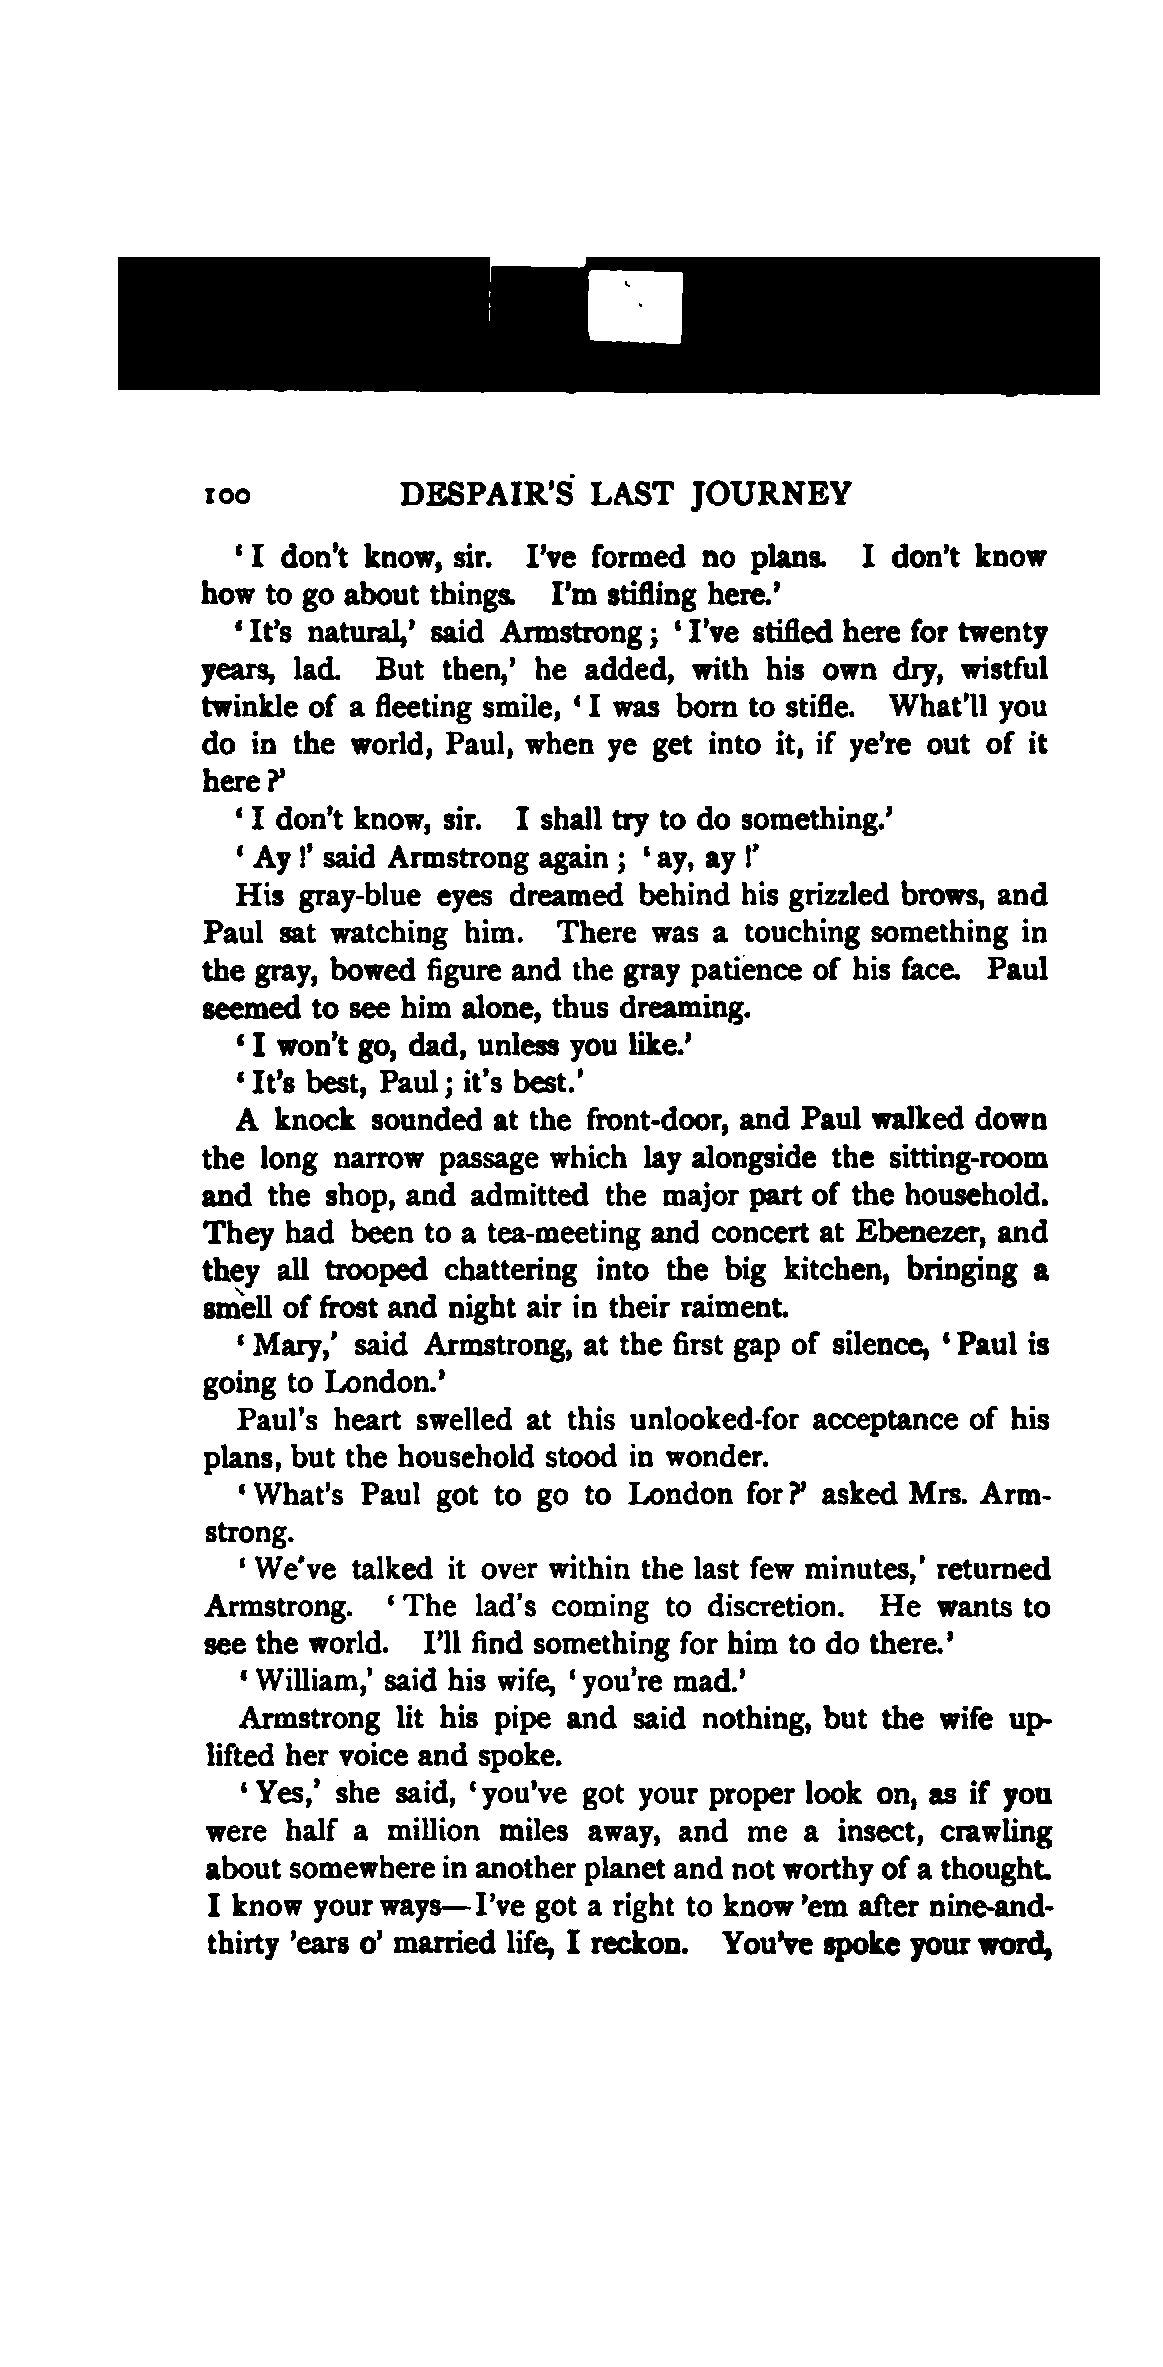 100 DESPAIR'S LAST JOURNEY
‘I don't know, sir. I've formed no plans. I don't know
how to go about things. I'm stifling here.’
‘It's natural,’ said Armstrong; ‘I've stifled here for twenty
years, lad. But then,’ he added, with his own dry, wistful
twinkle of a fleeting smile, ‘I was born to stifle. What'll you
do in the world, Paul, when ye get into it, if ye're out of it
here?’
‘I don't know, sir. I shall try to do something.’
‘Ay!’ said Armstrong again; ‘ay, ay!’
His gray-blue eyes dreamed behind his grizzled brows, and
Paul sat watching him. There was a touching something in
the gray, bowed figure and the gray patience of his face. Paul
seemed to see him alone, thus dreaming.
‘I won't go, dad, unless you like.’
‘It's best, Paul; it's best.’
A knock sounded at the front-door, and Paul walked down
the long narrow passage which lay alongside the sitting-room
and the shop, and admitted the major part of the household.
They had been to a tea-meeting and concert at Ebenezer, and
they all trooped chattering into the big kitchen, bringing a
smell of frost and night air in their raiment.
‘Mary,’ said Armstrong, at the first gap of silence, ‘Paul is
going to London.’
Paul's heart swelled at this unlooked-for acceptance of his
plans, but the household stood in wonder.
‘What's Paul got to go to London for?’ asked Mrs. Arm-
strong.
‘We've talked it over within the last few minutes,’ returned
Armstrong. ‘The lad's coming to discretion. He wants to
see the world. I'll find something for him to do there.’
‘William,’ said his wife, ‘you're mad.’
Armstrong lit his pipe and said nothing, but the wife up-
lifted her voice and spoke.
‘Yes,’ she said, ‘you've got your proper look on, as if you
were half a million miles away, and me a insect, crawling
about somewhere in another planet and not worthy of a thought.
I know your ways—I've got a right to know 'em after nine-and-
thirty 'ears o' married life, I reckon. You've spoke your word,